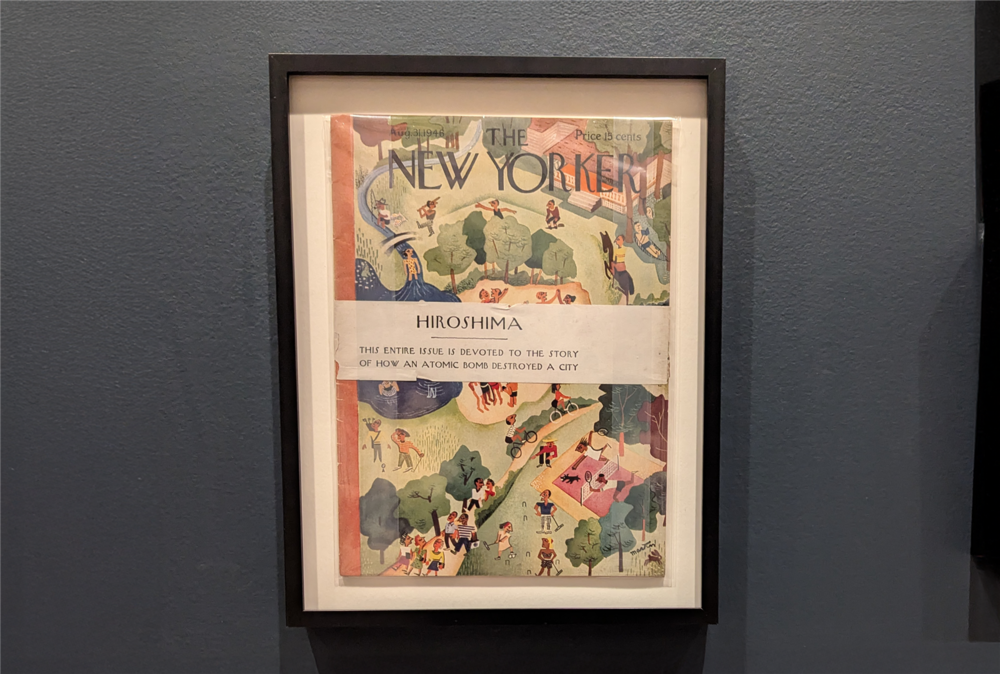 Aug. 31, 1946
THE
Price 15 cents
NEW YORKER
HIROSHIMA
THIS ENTIRE ISSUE IS DEVOTED TO THE STORY
OF HOW AN ATOMIC BOMB DESTROYED A CITY
martin